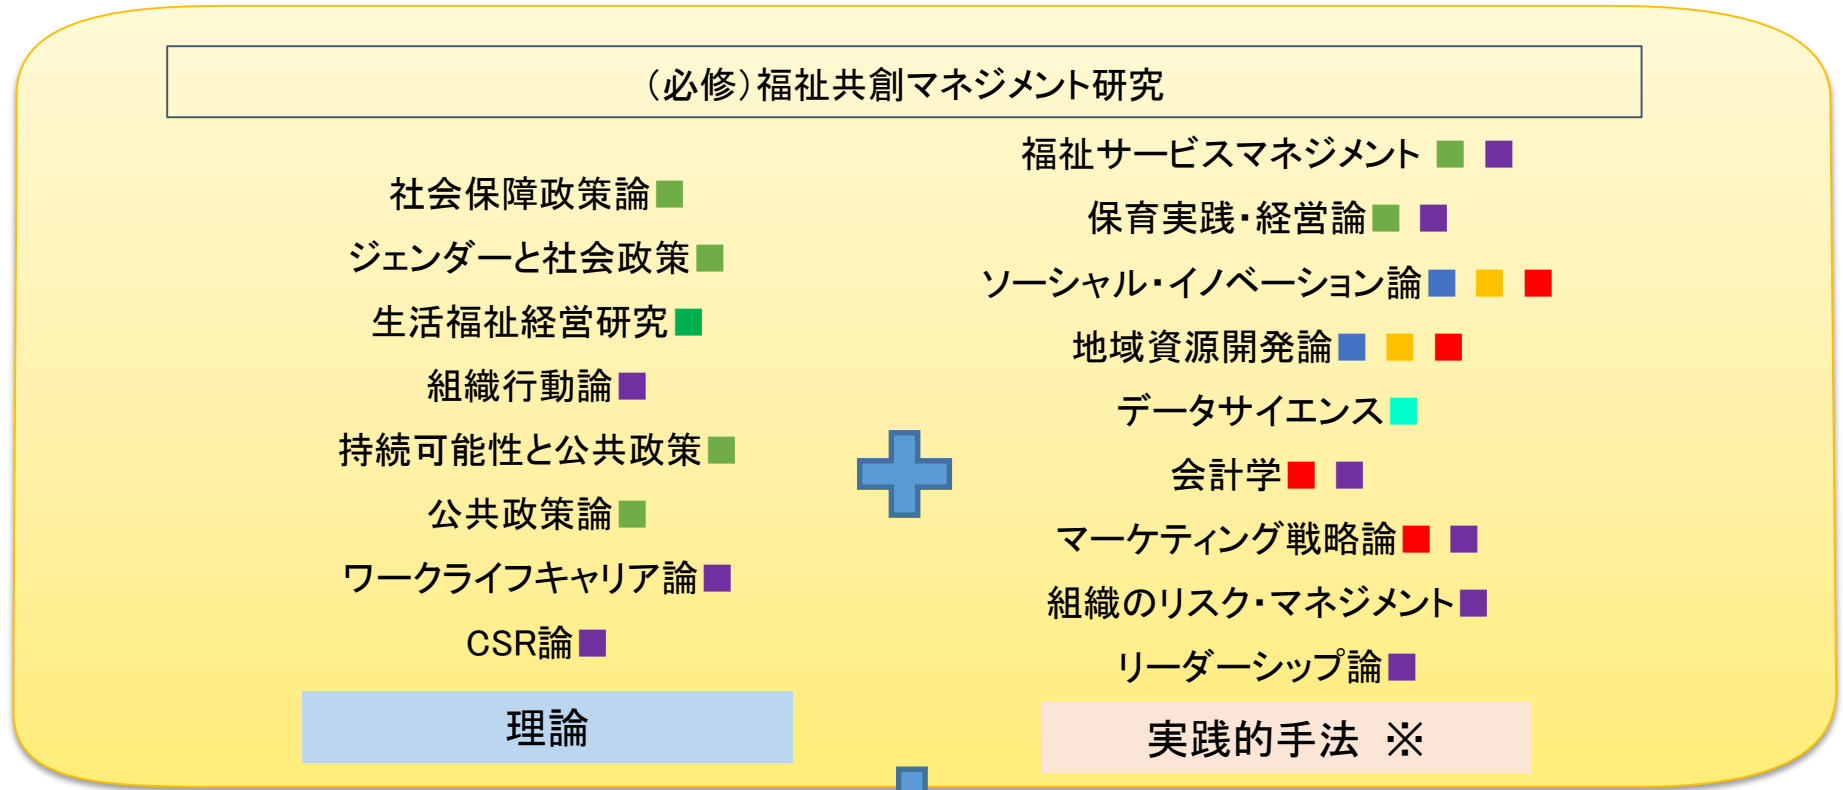 （必修）福祉共創マネジメント研究
社会保障政策論■
ジェンダーと社会政策■
生活福祉経営研究■
組織行動論■
持続可能性と公共政策■
公共政策論■
ワークライフキャリア論■
CSR論■
理論
福祉サービスマネジメント ■ ■
保育実践・経営論■ ■
ソーシャル・イノベーション論■ ■ ■
地域資源開発論■ ■ ■
データサイエンス■
会計学■ ■
マーケティング戦略論■ ■
組織のリスク・マネジメント■
リーダーシップ論■
実践的手法 ※